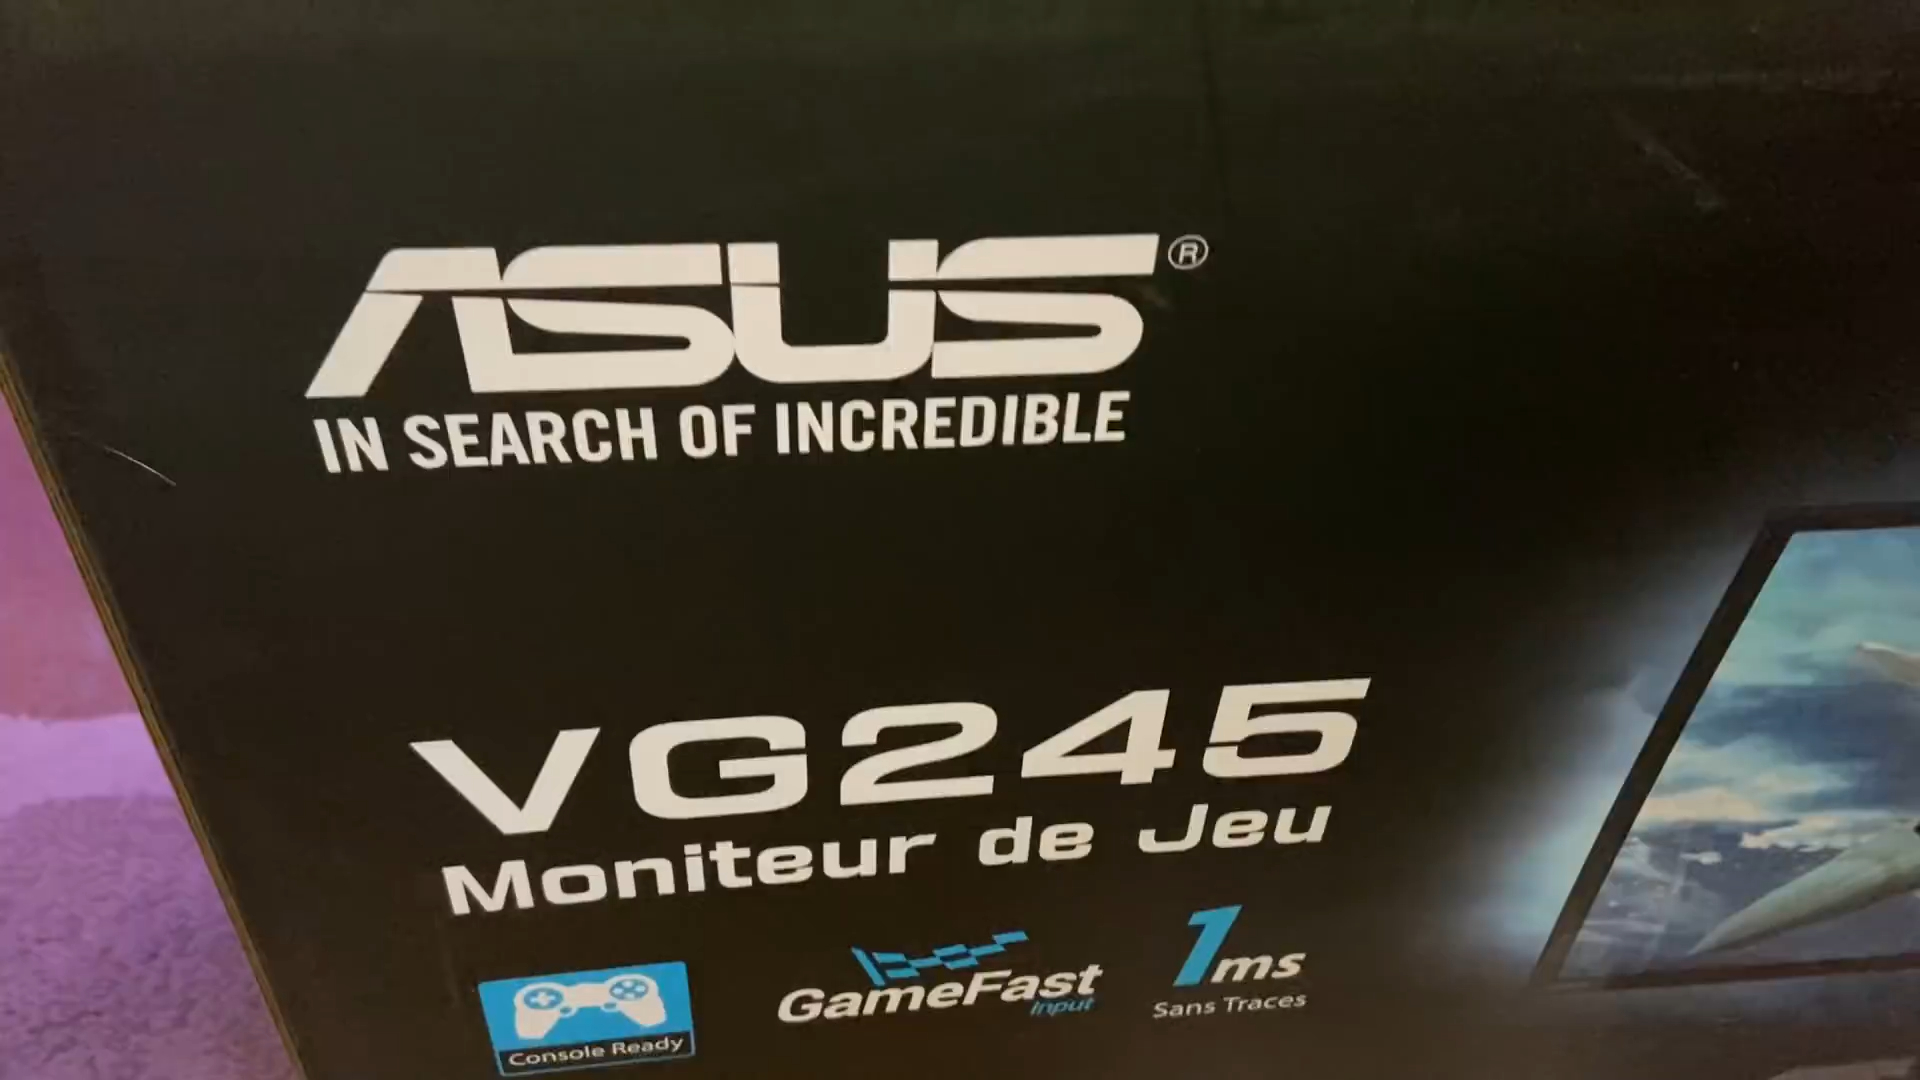 ASUS®
IN SEARCH OF INCREDIBLE
VG245
Moniteur de Jeu
Console Ready
GameFast
Input
1ms
Sans Traces